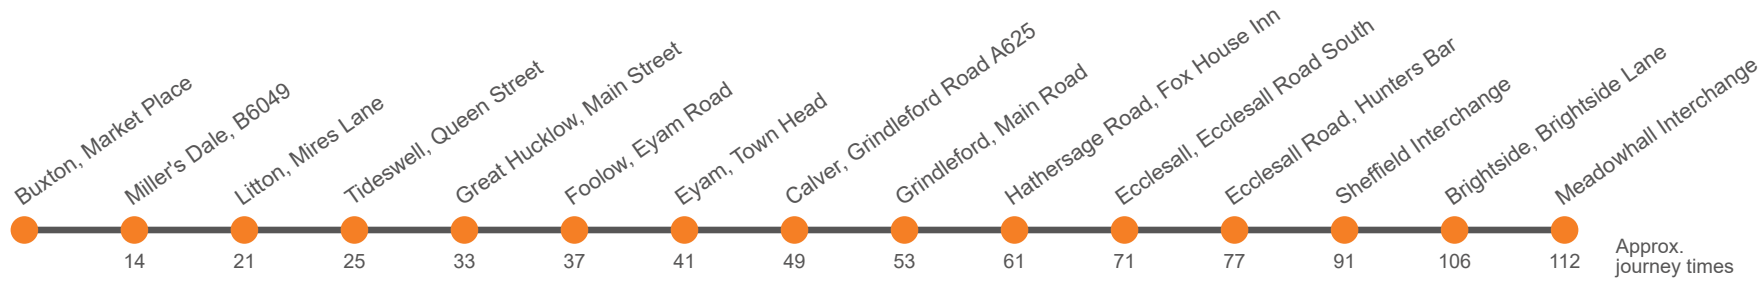 Buxton, Market Place
Miller's Dale, B6049
Litton, Mires Lane
Tideswell, Queen Street
Great Hucklow, Main Street
Foolow, Eyam Road
Eyam, Town Head
Calver, Grindleford Road A625
Grindleford, Main Road
Hathersage Road, Fox House Inn
Ecclesall, Ecclesall Road South
Ecclesall Road, Hunters Bar
Sheffield Interchange
Brightside, Brightside Lane
Meadowhall Interchange
14 21 25 33 37 41 49 53 61 71 77 91 106 112
Approx.
journey times